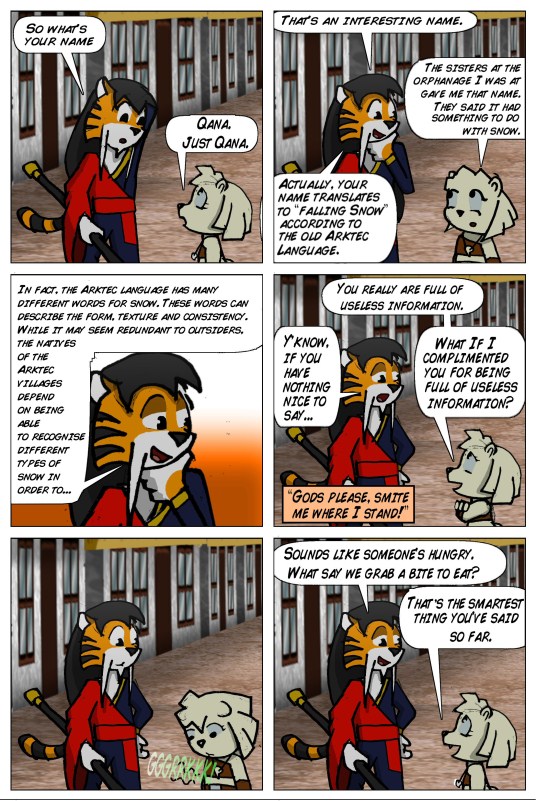 So what's
your name
Qana.
Just Qana.
That's an interesting name.
The sisters at the
orphanage I was at
gave me that name.
They said it had
something to do
with snow.
Actually, your
name translates
to "falling Snow"
according to
the old Arktec
Language.
In fact, the Arktec language has many
different words for snow. These words can
describe the form, texture and consistency.
While it may seem redundant to outsiders,
the natives
of the
Arktec
villages
depend
on being
able
to recognise
different
types of
snow in
order to...
You really are full of
useless information.
Y'know,
if you
have
nothing
nice to
say...
What If I
complimented
you for being
full of useless
information?
"Gods please, smite
me where I stand!"
GGGRRKKK!
Sounds like someone's hungry.
What say we grab a bite to eat?
That's the smartest
thing you've said
so far.